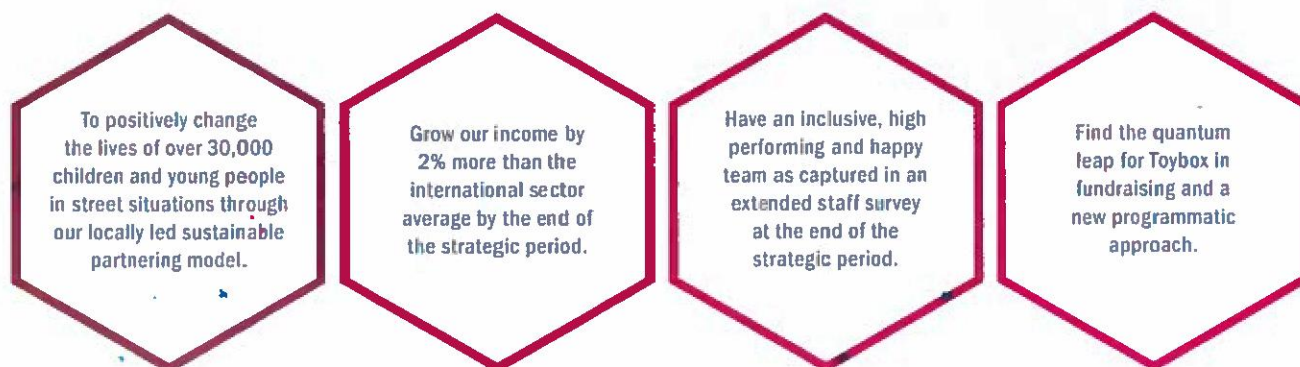 To positively change
the lives of over 30,000
children and young people
in street situations through
our locally led sustainable
partnering model.
Grow our income by
2% more than the
international sector
average by the end of
the strategic period.
Have an inclusive, high
performing and happy
team as captured in an
extended staff survey
at the end of the
strategic period.
Find the quantum
leap for Toybox in
fundraising and a
new programmatic
approach.